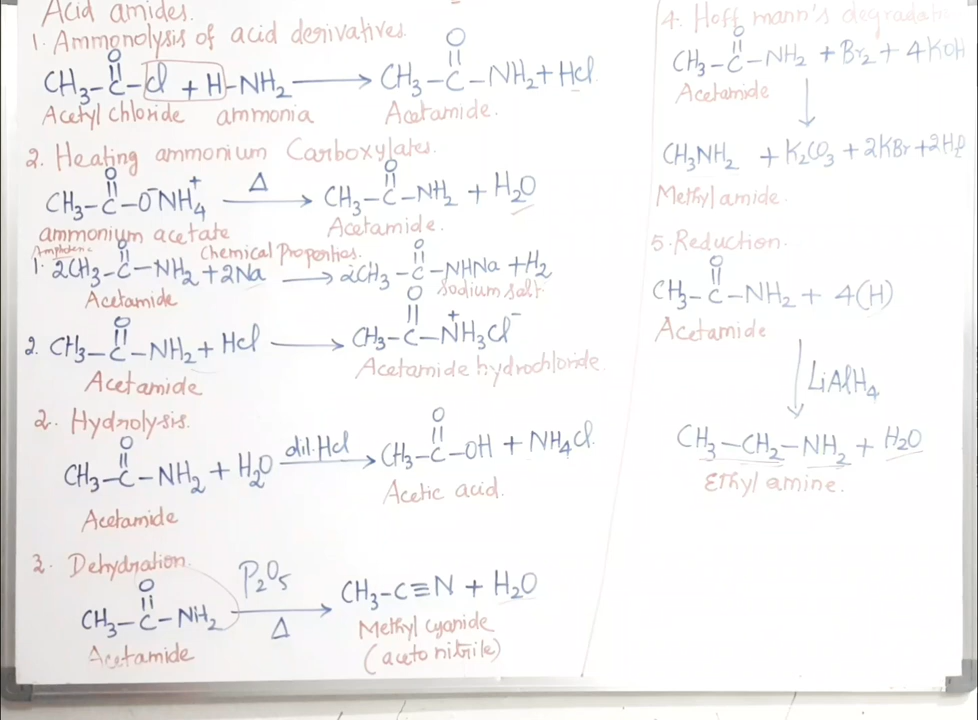 Acid amides.
1. Ammonolysis of acid derivatives.
O
CH₃-C-Cl + H-NH₂ → CH₃-C-NH₂ + HCl
Acetyl chloride ammonia Acetamide.
2. Heating ammonium Carboxylates.
O
CH₃-C-O⁻NH₄⁺ Δ → CH₃-C-NH₂ + H₂O
ammonium acetate Acetamide.
Amphoteric Chemical Properties.
O
1. 2CH₃-C-NH₂ + 2Na → 2CH₃-C-NHNa + H₂
Acetamide Sodium salt
O
2. CH₃-C-NH₂ + HCl → CH₃-C-N⁺H₃Cl⁻
Acetamide Acetamide hydrochloride.
2. Hydrolysis.
O
CH₃-C-NH₂ + H₂O dil.HCl → CH₃-C-OH + NH₄Cl.
Acetamide Acetic acid.
3. Dehydration.
O
CH₃-C-NH₂ P₂O₅ Δ → CH₃-C≡N + H₂O
Acetamide Methyl cyanide
(aceto nitrile)
4. Hoffmann's
O
CH₃-C-NH₂ + Br₂ + 4KOH
Acetamide ↓
CH₃NH₂ + K₂CO₃ + 2KBr + 2H₂O
Methyl amide.
5. Reduction.
O
CH₃-C-NH₂ + 4(H)
Acetamide
↓ LiAlH₄
CH₃-CH₂-NH₂ + H₂O
Ethyl amine.